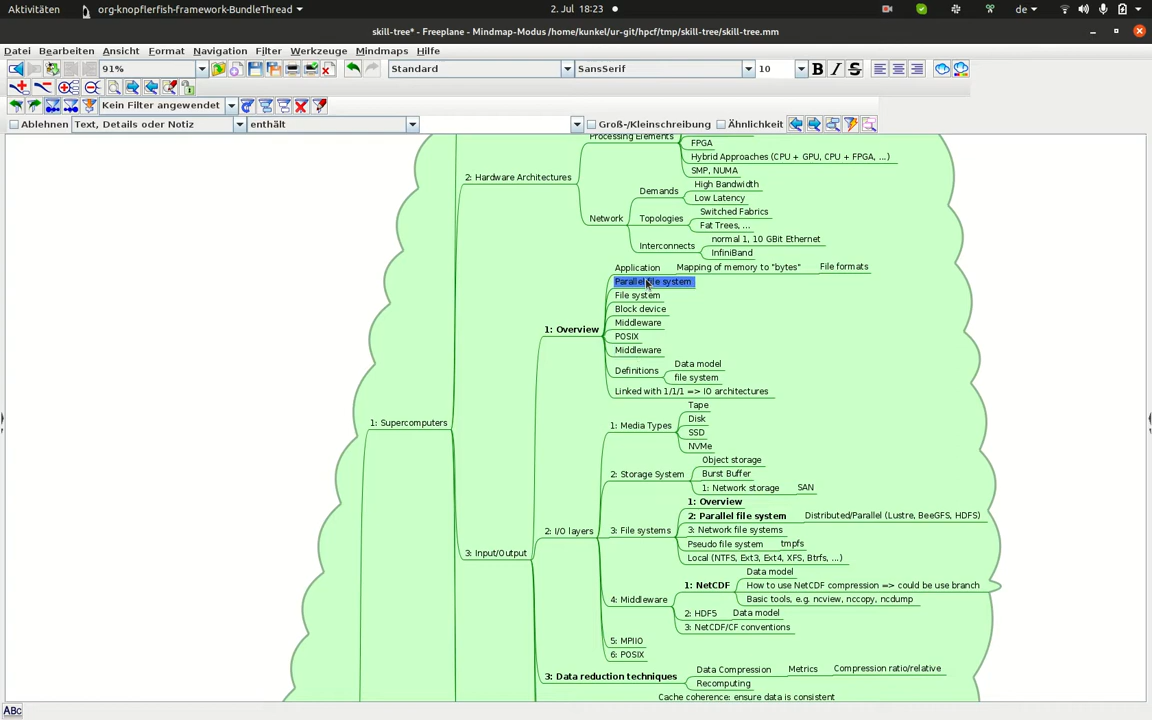 Aktivitäten org-knopflerfish-framework-BundleThread 2. Jul 18:23 de
skill-tree* - Freeplane - Mindmap-Modus /home/kunkel/ur-git/hpcf/tmp/skill-tree/skill-tree.mm
Datei Bearbeiten Ansicht Format Navigation Filter Werkzeuge Mindmaps Hilfe
91% Standard SansSerif 10 B I S
Kein Filter angewendet
Ablehnen Text, Details oder Notiz enthält Groß-/Kleinschreibung Ähnlichkeit
Processing Elements
FPGA
Hybrid Approaches (CPU + GPU, CPU + FPGA, ...)
SMP, NUMA
2: Hardware Architectures
High Bandwidth
Demands
Low Latency
Switched Fabrics
Network Topologies
Fat Trees, ...
normal 1, 10 GBit Ethernet
Interconnects
InfiniBand
Application Mapping of memory to "bytes" File formats
Parallel file system
File system
Block device
Middleware
1: Overview
POSIX
Middleware
Data model
Definitions
file system
Linked with 1/1/1 => IO architectures
Tape
Disk
1: Supercomputers 1: Media Types
SSD
NVMe
Object storage
2: Storage System Burst Buffer
1: Network storage SAN
1: Overview
2: Parallel file system Distributed/Parallel (Lustre, BeeGFS, HDFS)
2: I/O layers 3: File systems 3: Network file systems
Pseudo file system tmpfs
3: Input/Output Local (NTFS, Ext3, Ext4, XFS, Btrfs, ...)
Data model
1: NetCDF How to use NetCDF compression => could be use branch
4: Middleware Basic tools, e.g. ncview, nccopy, ncdump
2: HDF5 Data model
3: NetCDF/CF conventions
5: MPIIO
6: POSIX
3: Data reduction techniques Data Compression Metrics Compression ratio/relative
Recomputing
Cache coherence: ensure data is consistent
ABc